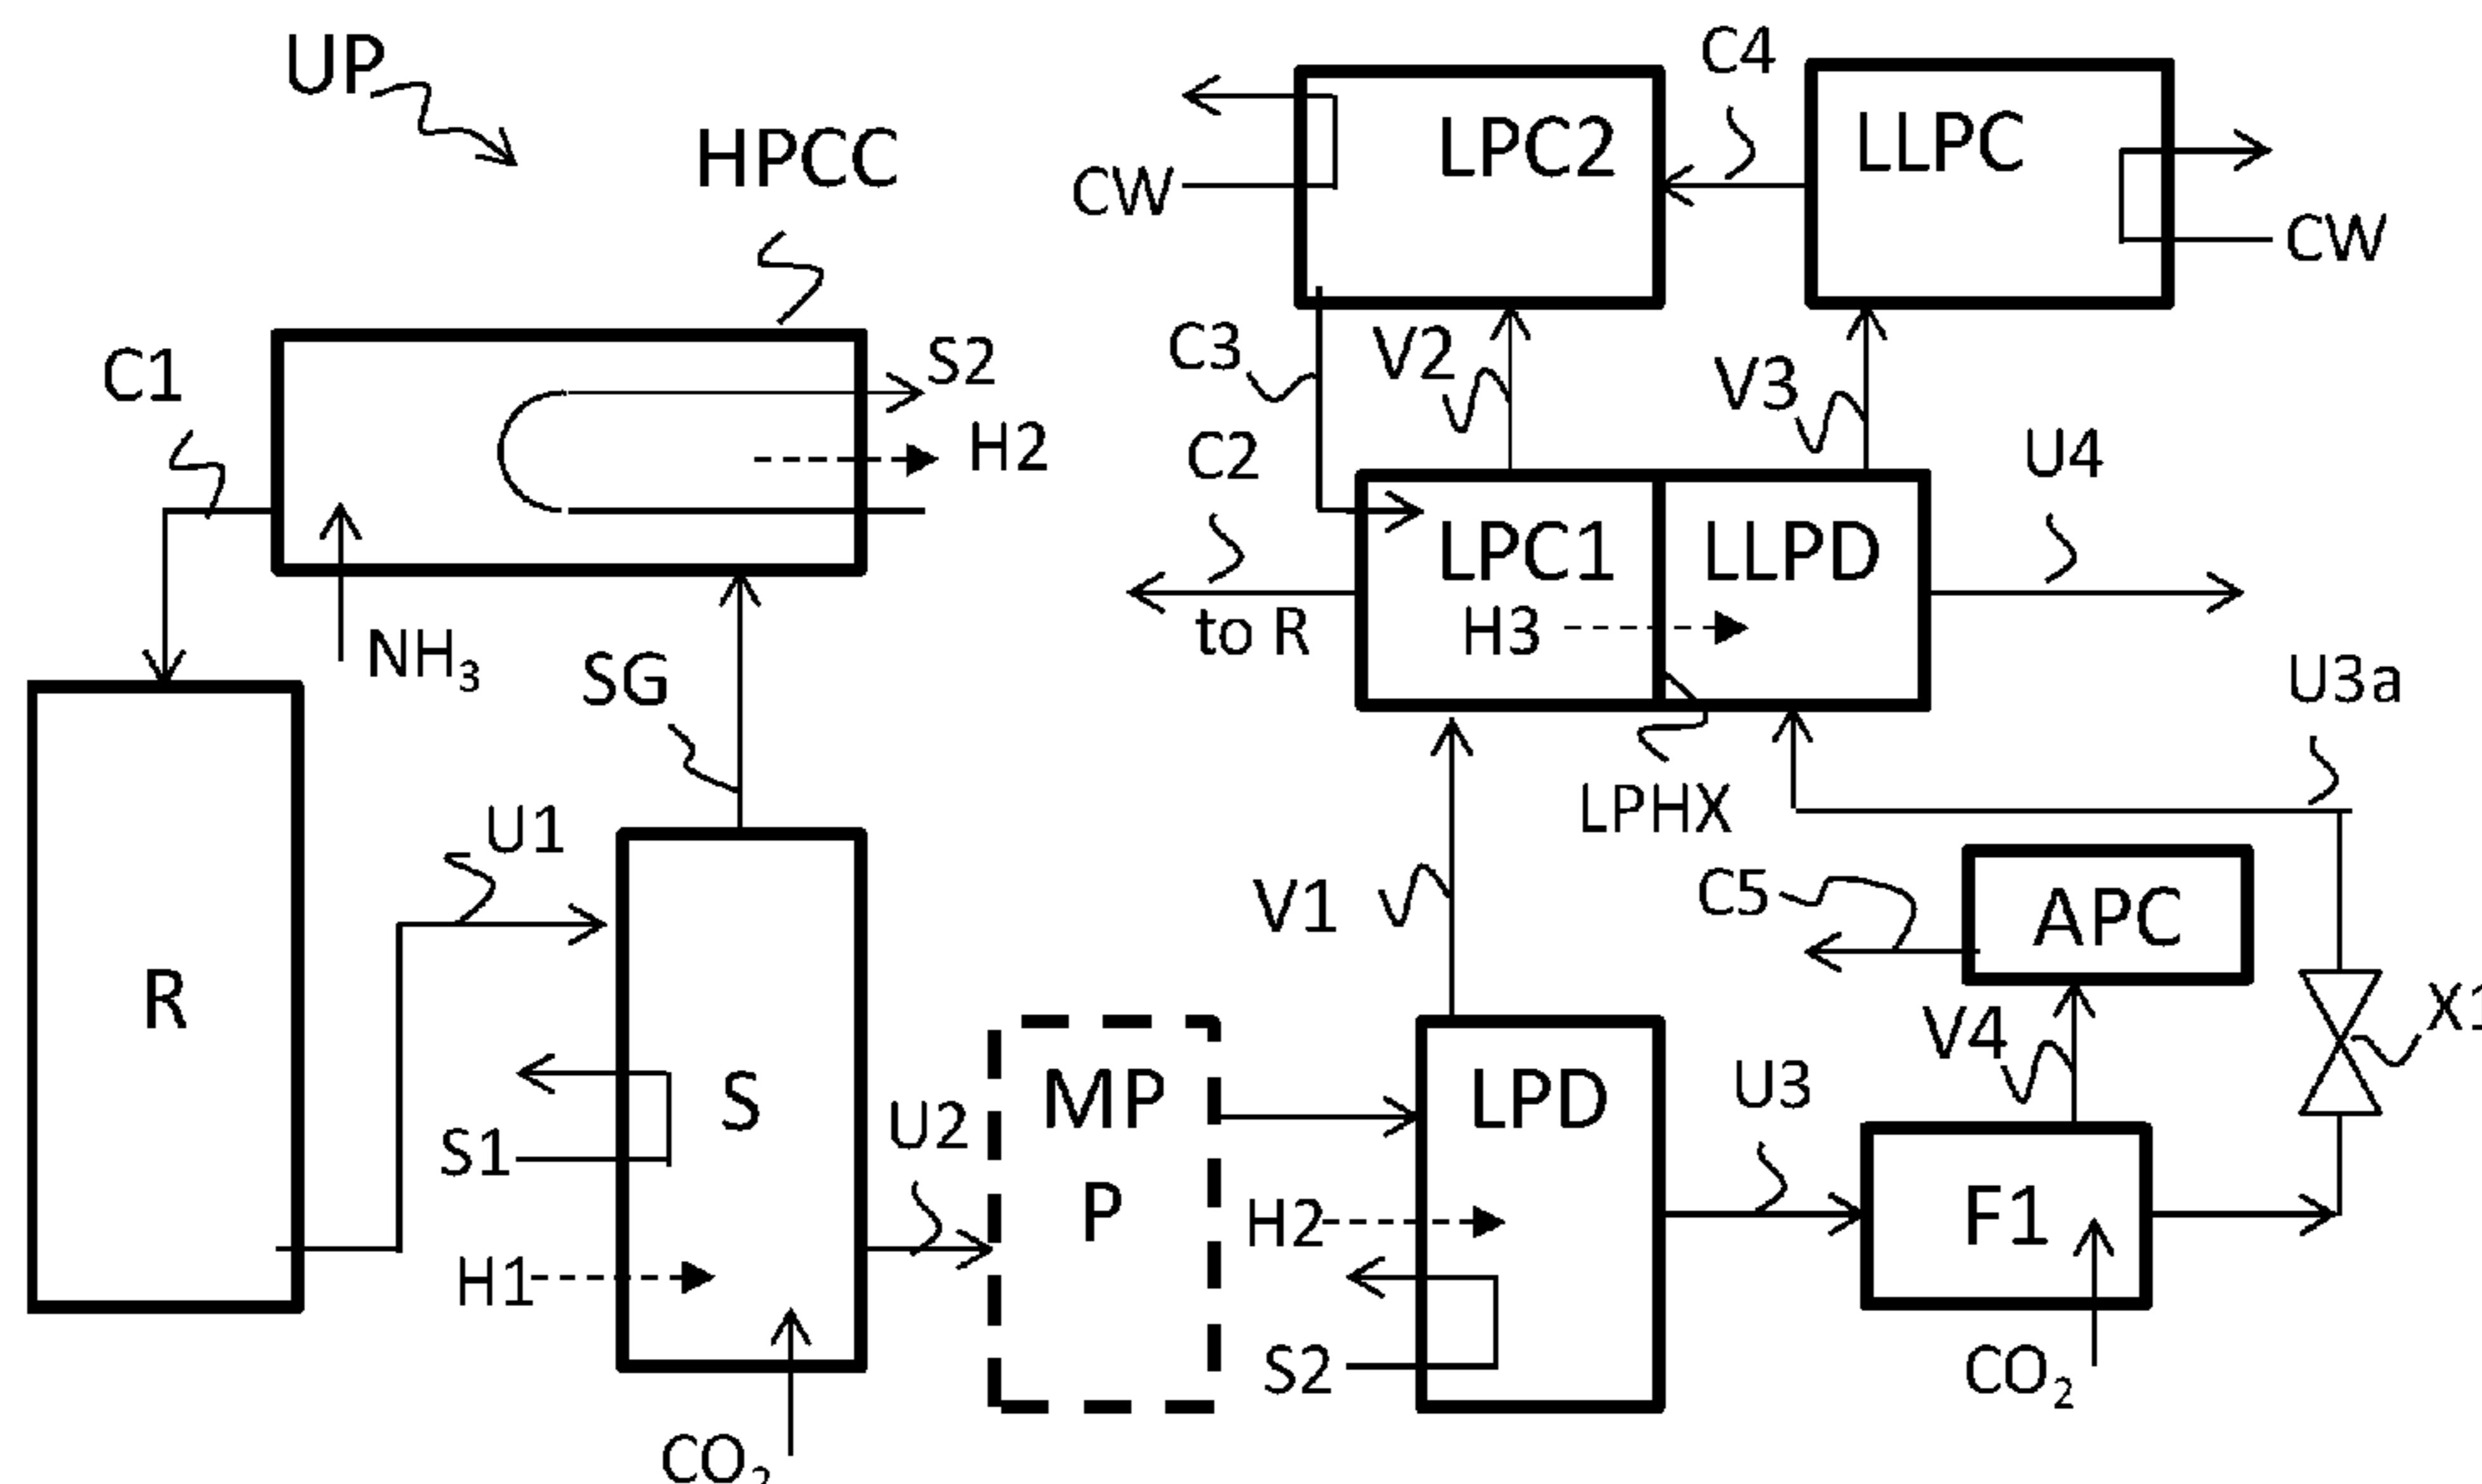 UP
HPCC
LPC2
C4
LLPC
CW
CW
C1
S2
H2
C3
V2
V3
C2
U4
NH₃
SG
to R
LPC1
LLPD
H3
U3a
LPHX
U1
V1
C5
APC
R
S
S1
H1
U2
MP
P
LPD
H2
S2
U3
V4
X1
F1
CO₂
CO₂